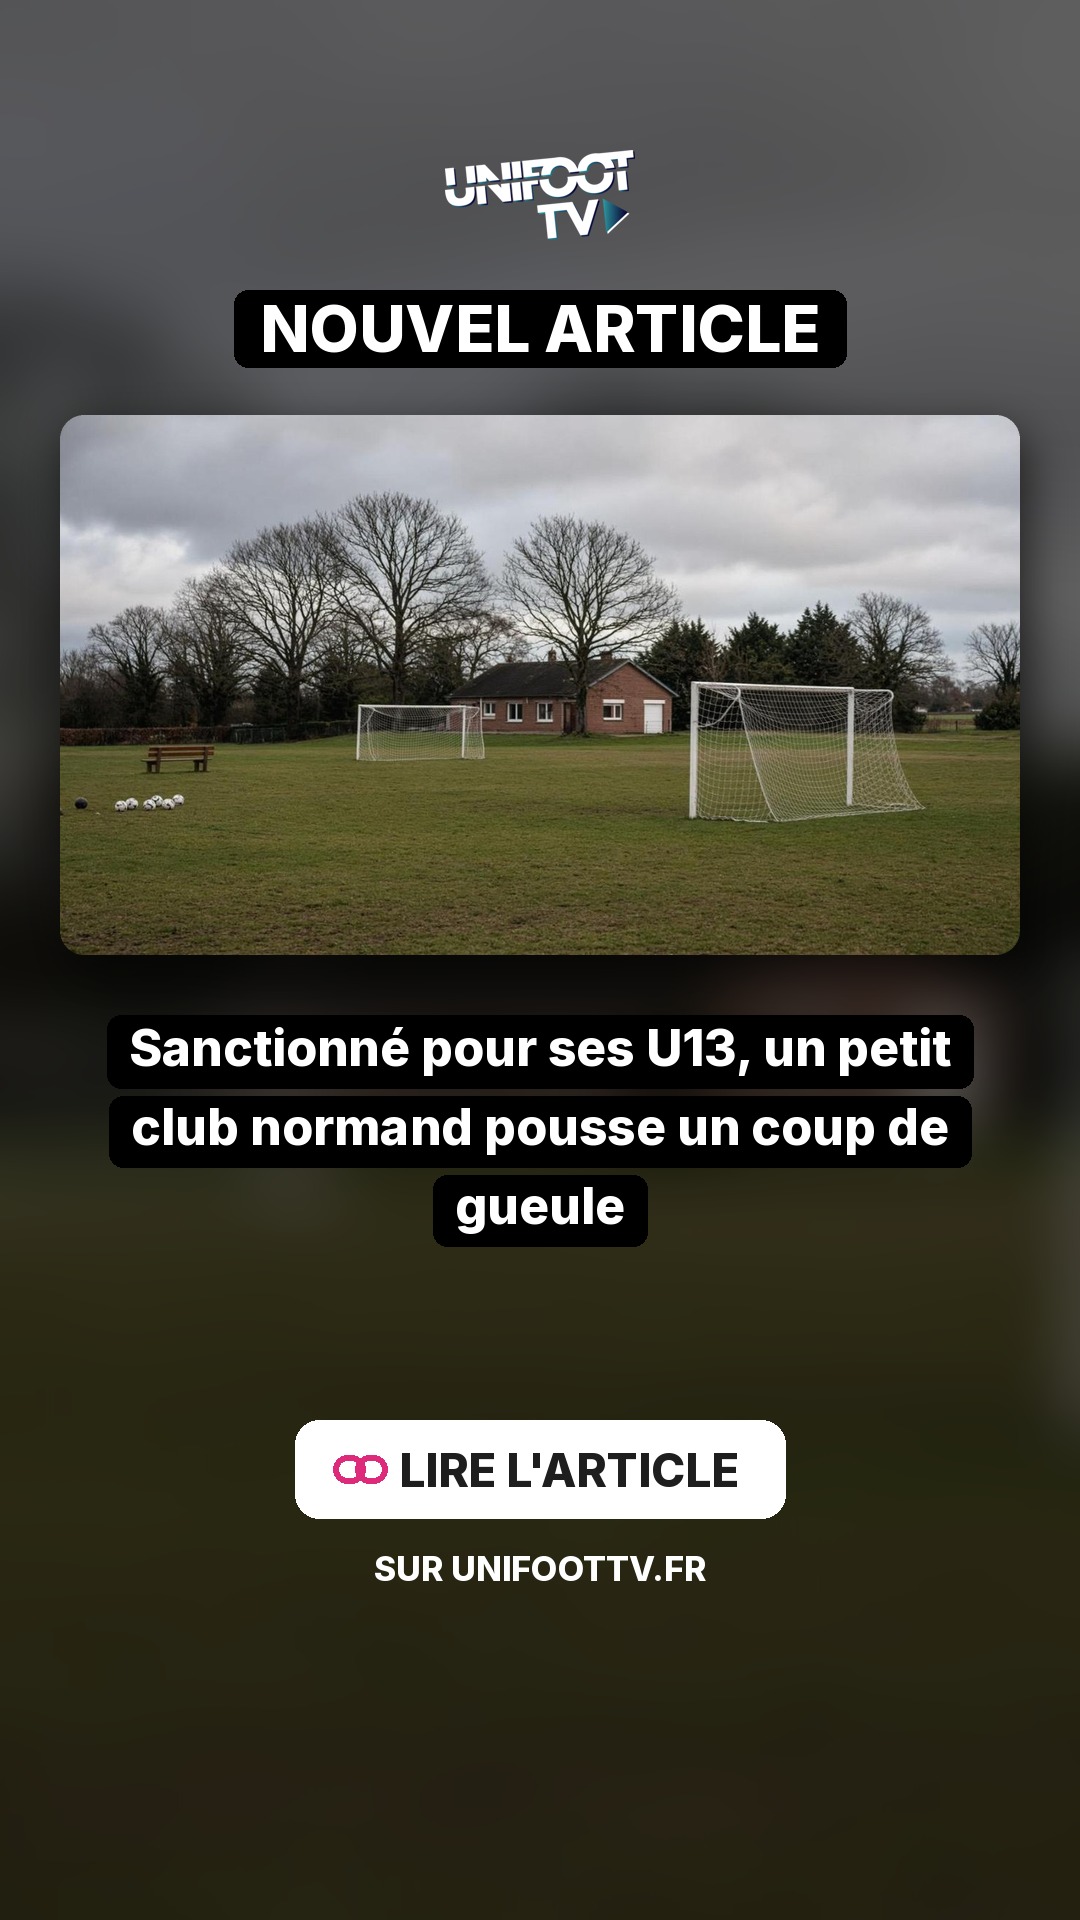 UNIFOOT
TV
NOUVEL ARTICLE
Sanctionné pour ses U13, un petit
club normand pousse un coup de
gueule
LIRE L'ARTICLE
SUR UNIFOOTTV.FR